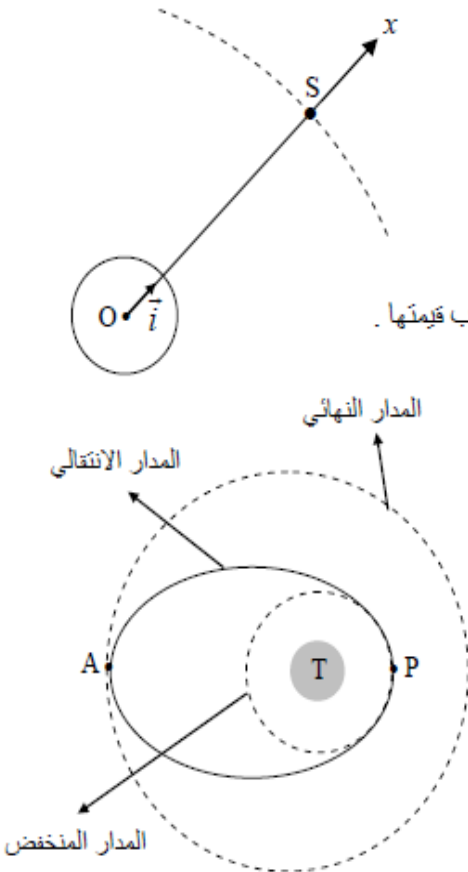 x
S
O
i
ب قيمتها .
المدار النهائي
المدار الانتقالي
A
T
P
المدار المنخفض